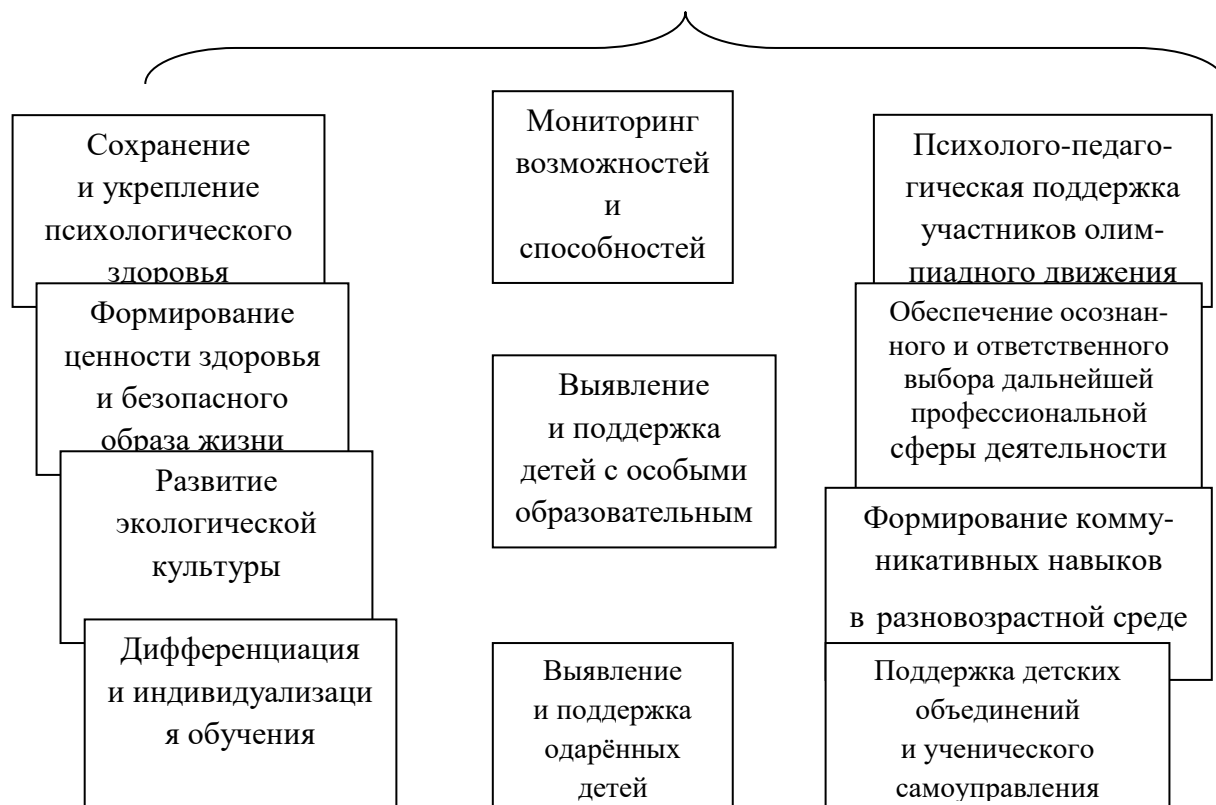 Сохранение
и укрепление
психологического
здоровья
Формирование
ценности здоровья
и безопасного
образа жизни
Развитие
экологической
культуры
Дифференциация
и индивидуализаци
я обучения
Мониторинг
возможностей
и
способностей
Выявление
и поддержка
детей с особыми
образовательным
Выявление
и поддержка
одарённых
детей
Психолого-педаго-
гическая поддержка
участников олим-
пиадного движения
Обеспечение осознан-
ного и ответственного
выбора дальнейшей
профессиональной
сферы деятельности
Формирование комму-
никативных навыков
в разновозрастной среде
Поддержка детских
объединений
и ученического
самоуправления